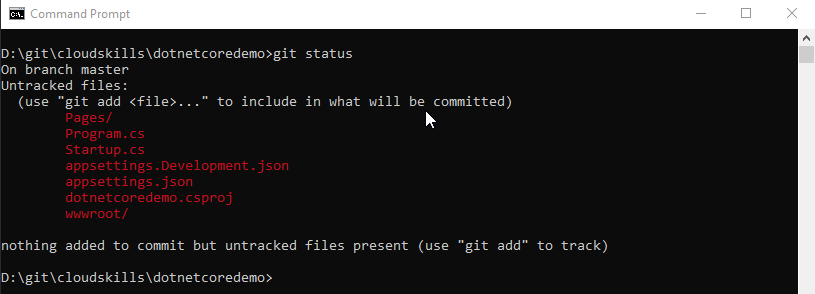 Command Prompt
D:\git\cloudskills\dotnetcoredemo>git status
On branch master
Untracked files:
  (use "git add <file>..." to include in what will be committed)
        Pages/
        Program.cs
        Startup.cs
        appsettings.Development.json
        appsettings.json
        dotnetcoredemo.csproj
        wwwroot/
nothing added to commit but untracked files present (use "git add" to track)
D:\git\cloudskills\dotnetcoredemo>